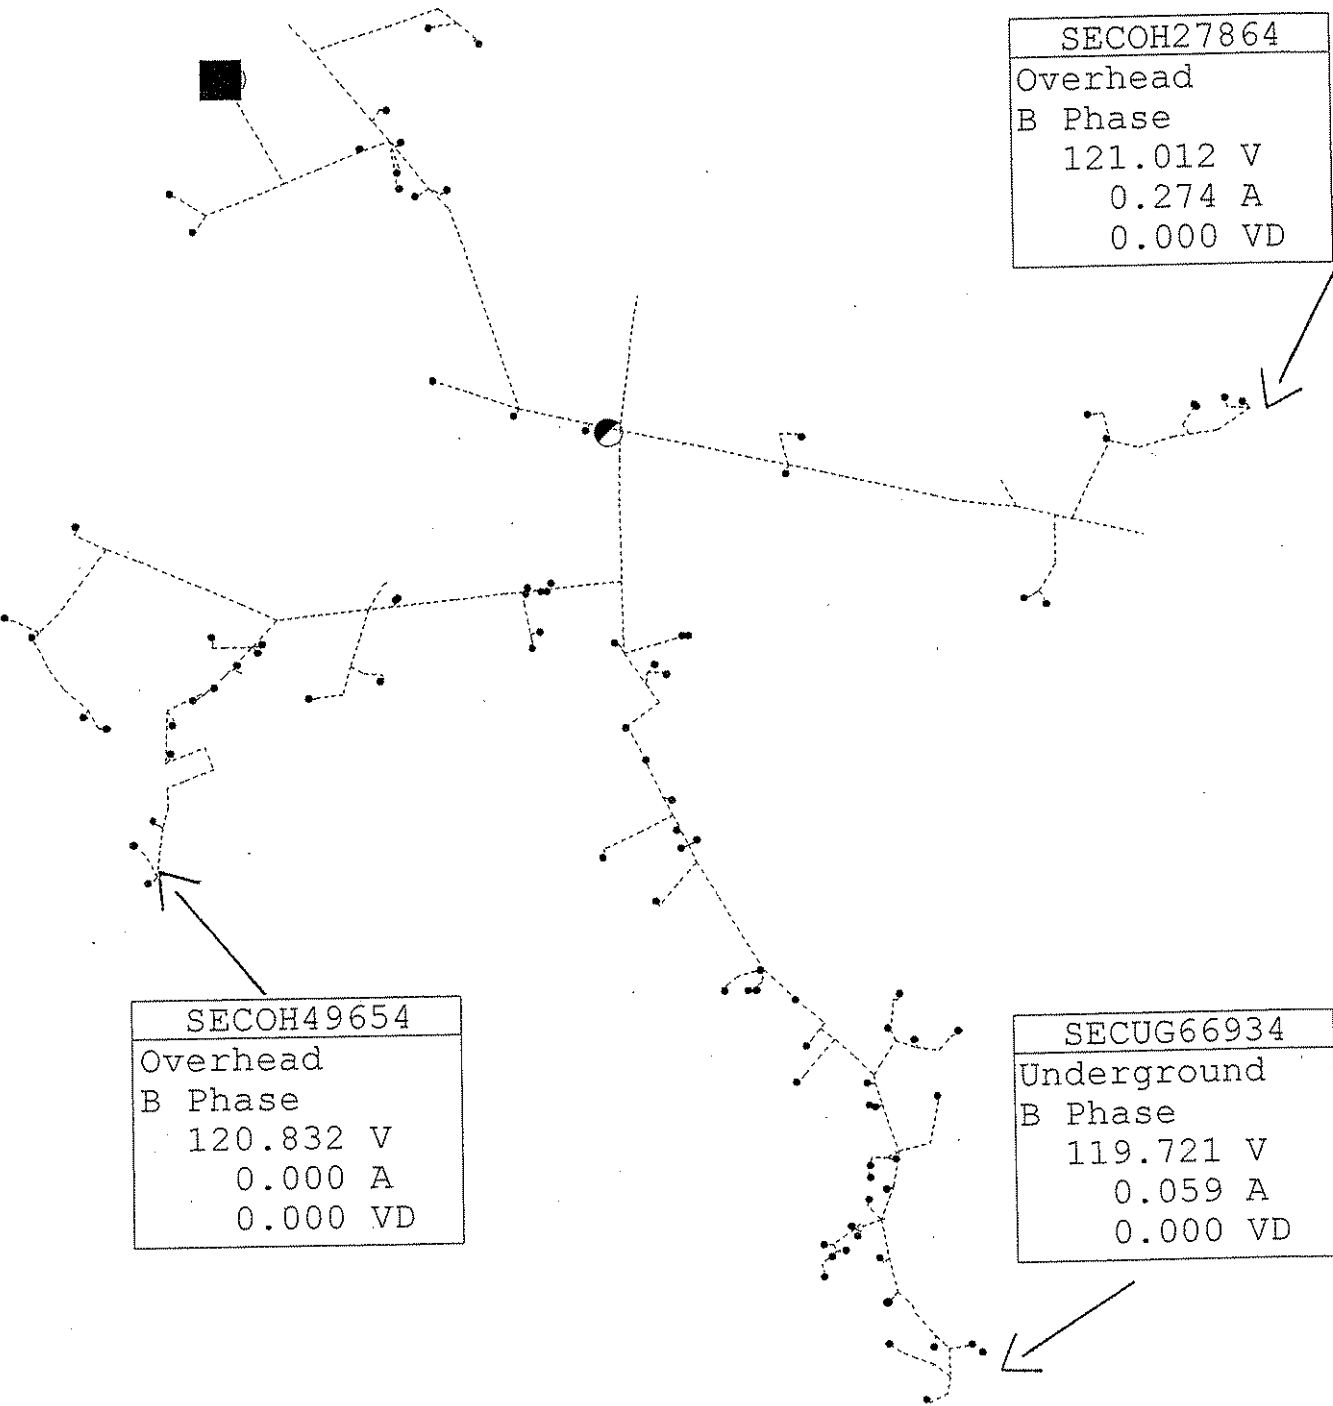 SECOH27864
Overhead
B Phase
121.012 V
0.274 A
0.000 VD
SECOH49654
Overhead
B Phase
120.832 V
0.000 A
0.000 VD
SECUG66934
Underground
B Phase
119.721 V
0.059 A
0.000 VD